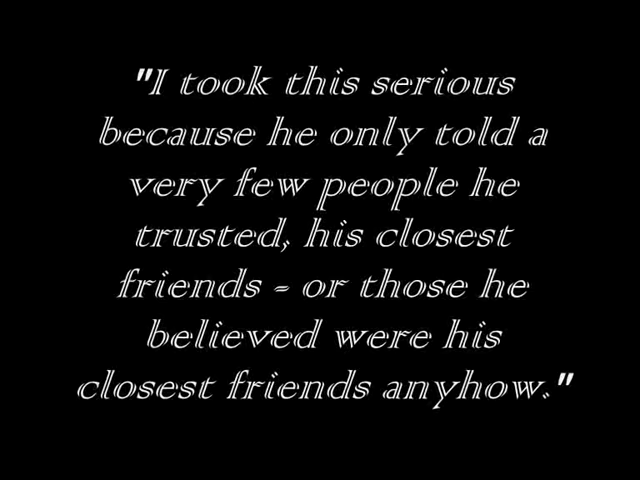 "I took this serious
because he only told a
very few people he
trusted, his closest
friends - or those he
believed were his
closest friends anyhow."